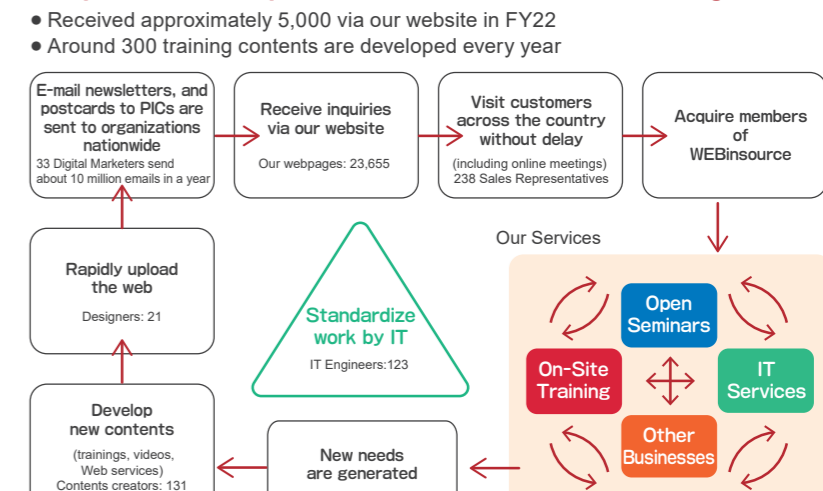 ● Received approximately 5,000 via our website in FY22
● Around 300 training contents are developed every year
E-mail newsletters, and
postcards to PICs are
sent to organizations
nationwide
33 Digital Marketers send
about 10 million emails in a year
Receive inquiries
via our website
Our webpages: 23,655
Visit customers
across the country
without delay
(including online meetings)
238 Sales Representatives
Acquire members
of
WEBinsource
Our Services
Open
Seminars
On-Site
Training
IT
Services
Other
Businesses
Rapidly upload
the web
Designers: 21
Standardize
work by IT
IT Engineers:123
Develop
new contents
(trainings, videos,
Web services)
Contents creators: 131
New needs
are generated